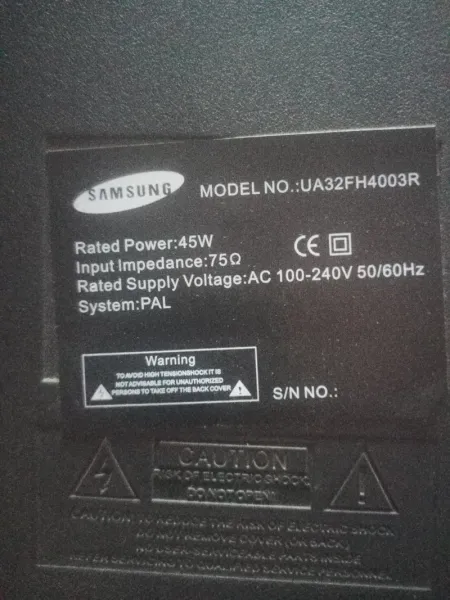 SAMSUNG
MODEL NO.:UA32FH4003R
Rated Power:45W
CE
Input Impedance:75Ω
Rated Supply Voltage:AC 100-240V 50/60Hz
System:PAL
Warning
TO AVOID HIGH TENSIONSHOCK IT IS
NOT ADVISABLE FOR UNAUTHORIZED
PERSONS TO TAKE OFF THE BACK COVER
S/N NO.:
CAUTION
RISK OF ELECTRIC SHOCK
DO NOT OPEN!
CAUTION: TO REDUCE THE RISK OF ELECTRIC SHOCK
DO NOT REMOVE COVER (OR BACK)
NO USER-SERVICEABLE PARTS INSIDE
REFER SERVICING TO QUALIFIED SERVICE PERSONNEL